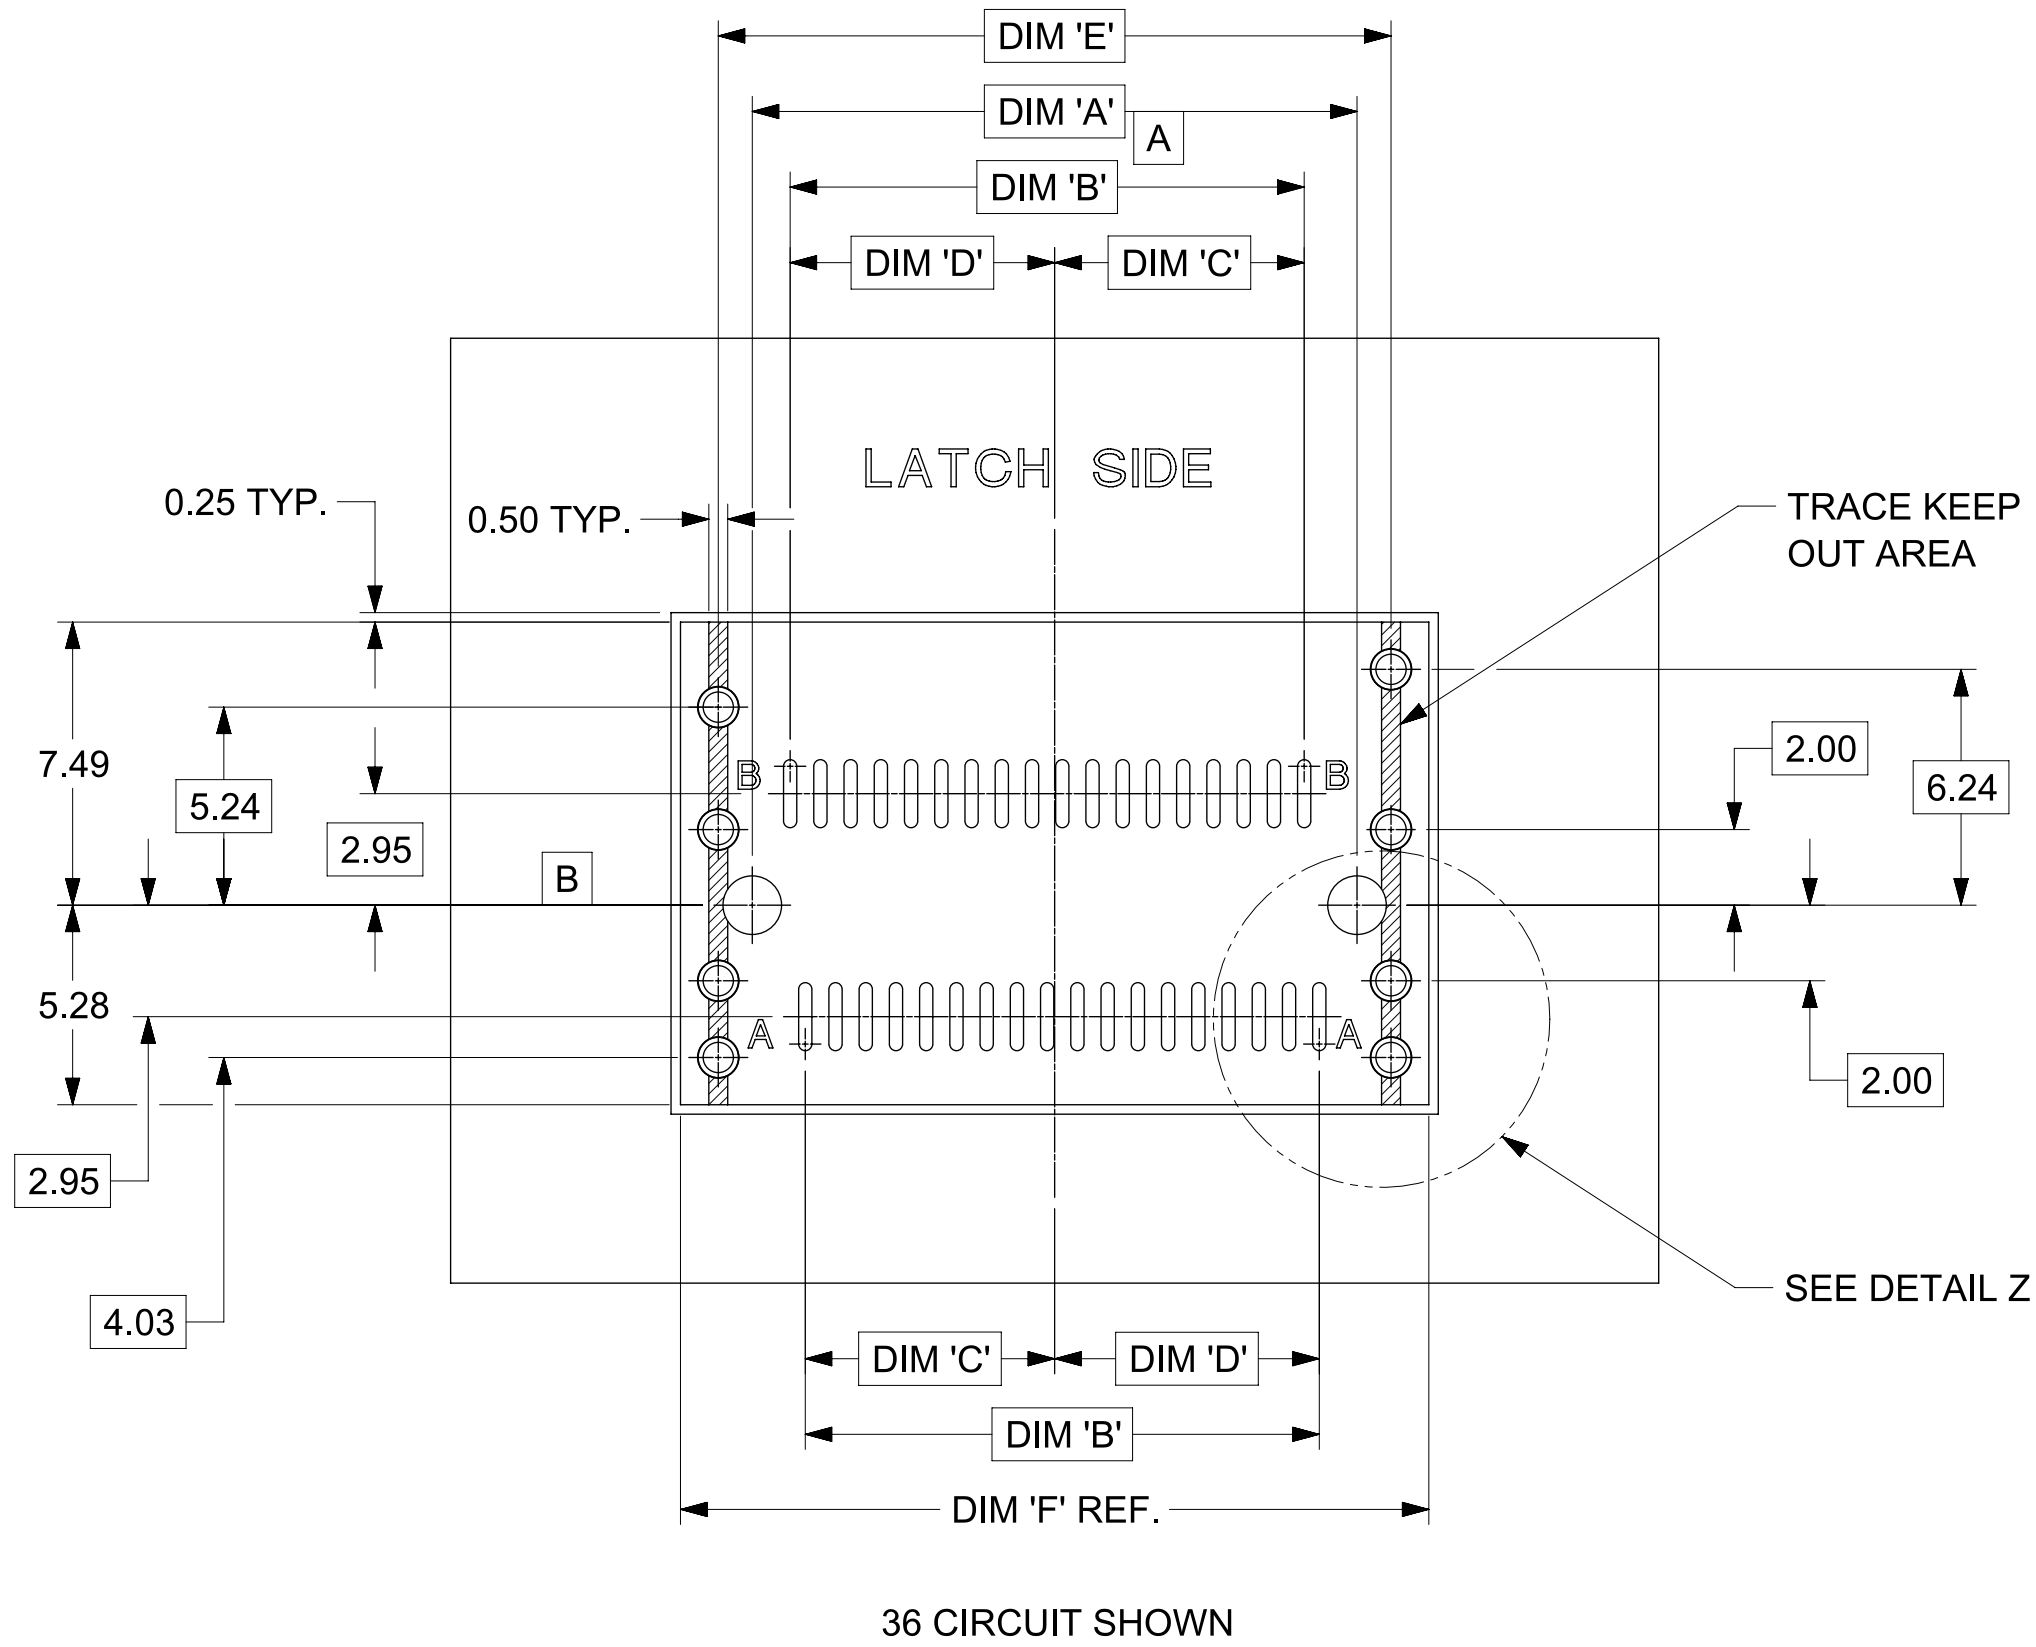 DIM 'E'
DIM 'A'
A
DIM 'B'
DIM 'D'
DIM 'C'
LATCH SIDE
0.25 TYP.
0.50 TYP.
TRACE KEEP
OUT AREA
7.49
5.24
2.95
B
B
B
2.00
6.24
5.28
A
A
2.00
2.95
4.03
SEE DETAIL Z
DIM 'C'
DIM 'D'
DIM 'B'
DIM 'F' REF.
36 CIRCUIT SHOWN